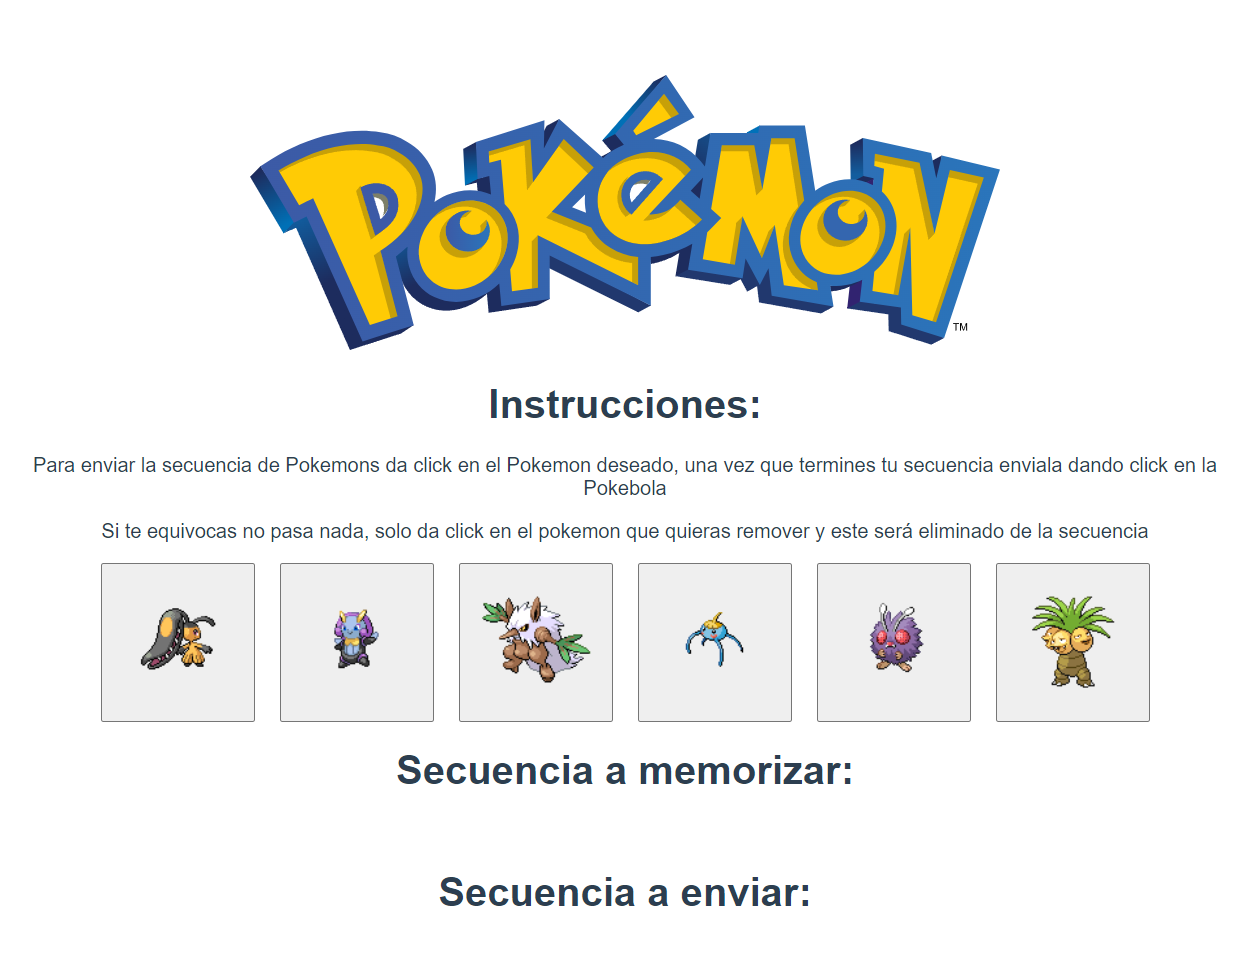 POKéMON
TM
Instrucciones:
Para enviar la secuencia de Pokemons da click en el Pokemon deseado, una vez que termines tu secuencia enviala dando click en la
Pokebola
Si te equivocas no pasa nada, solo da click en el pokemon que quieras remover y este será eliminado de la secuencia
Secuencia a memorizar:
Secuencia a enviar: